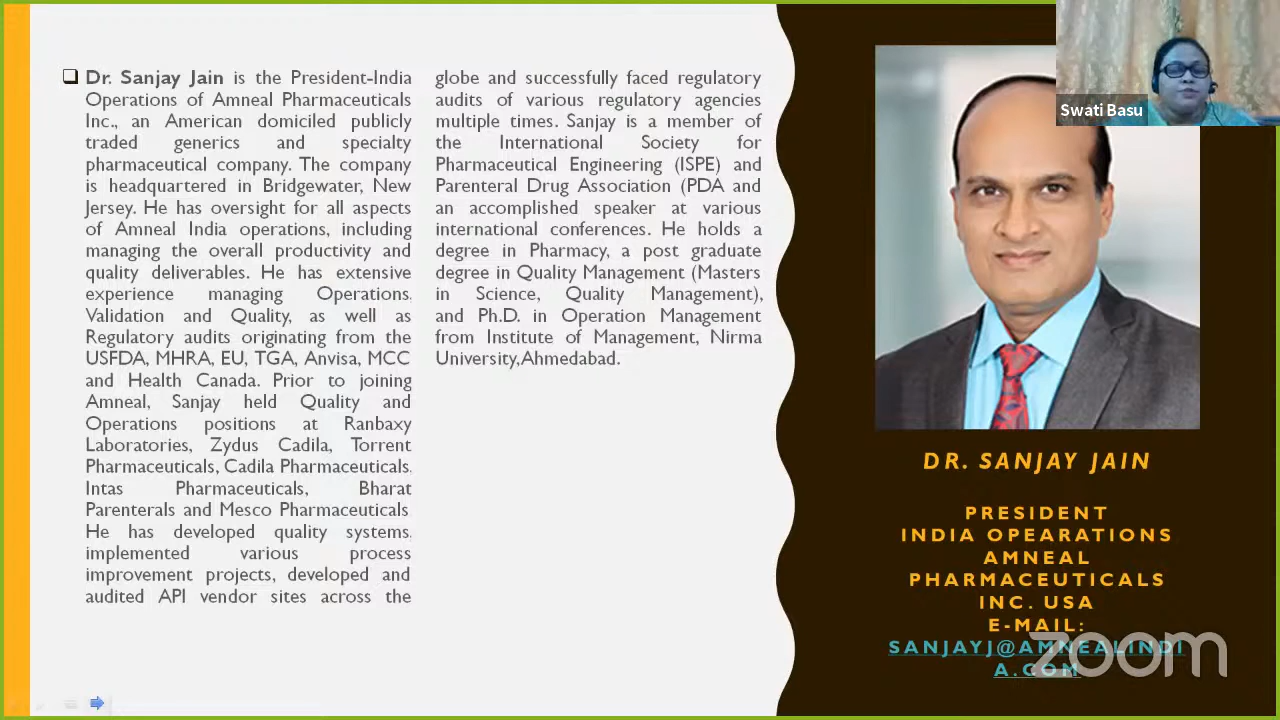 Dr. Sanjay Jain is the President-India
Operations of Amneal Pharmaceuticals
Inc., an American domiciled publicly
traded generics and specialty
pharmaceutical company. The company
is headquartered in Bridgewater, New
Jersey. He has oversight for all aspects
of Amneal India operations, including
managing the overall productivity and
quality deliverables. He has extensive
experience managing Operations,
Validation and Quality, as well as
Regulatory audits originating from the
USFDA, MHRA, EU, TGA, Anvisa, MCC
and Health Canada. Prior to joining
Amneal, Sanjay held Quality and
Operations positions at Ranbaxy
Laboratories, Zydus Cadila, Torrent
Pharmaceuticals, Cadila Pharmaceuticals,
Intas Pharmaceuticals, Bharat
Parenterals and Mesco Pharmaceuticals
He has developed quality systems,
implemented various process
improvement projects, developed and
audited API vendor sites across the
globe and successfully faced regulatory
audits of various regulatory agencies
multiple times. Sanjay is a member of
the International Society for
Pharmaceutical Engineering (ISPE) and
Parenteral Drug Association (PDA and
an accomplished speaker at various
international conferences. He holds a
degree in Pharmacy, a post graduate
degree in Quality Management (Masters
in Science, Quality Management),
and Ph.D. in Operation Management
from Institute of Management, Nirma
University,Ahmedabad.
Swati Basu
DR. SANJAY JAIN
PRESIDENT
INDIA OPEARATIONS
AMNEAL
PHARMACEUTICALS
INC. USA
E-MAIL:
SANJAYJ@AMNEALINDI
A.COM
zoom